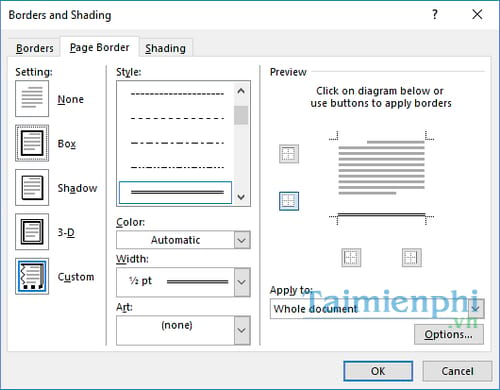 Borders and Shading
Borders
Page Border
Shading
Setting:
None
Box
Shadow
3-D
Custom
Style:
Color:
Automatic
Width:
½ pt
Art:
(none)
Preview
Click on diagram below or
use buttons to apply borders
Apply to:
Whole document
Taimienphi
.vn
Options...
OK
Cancel